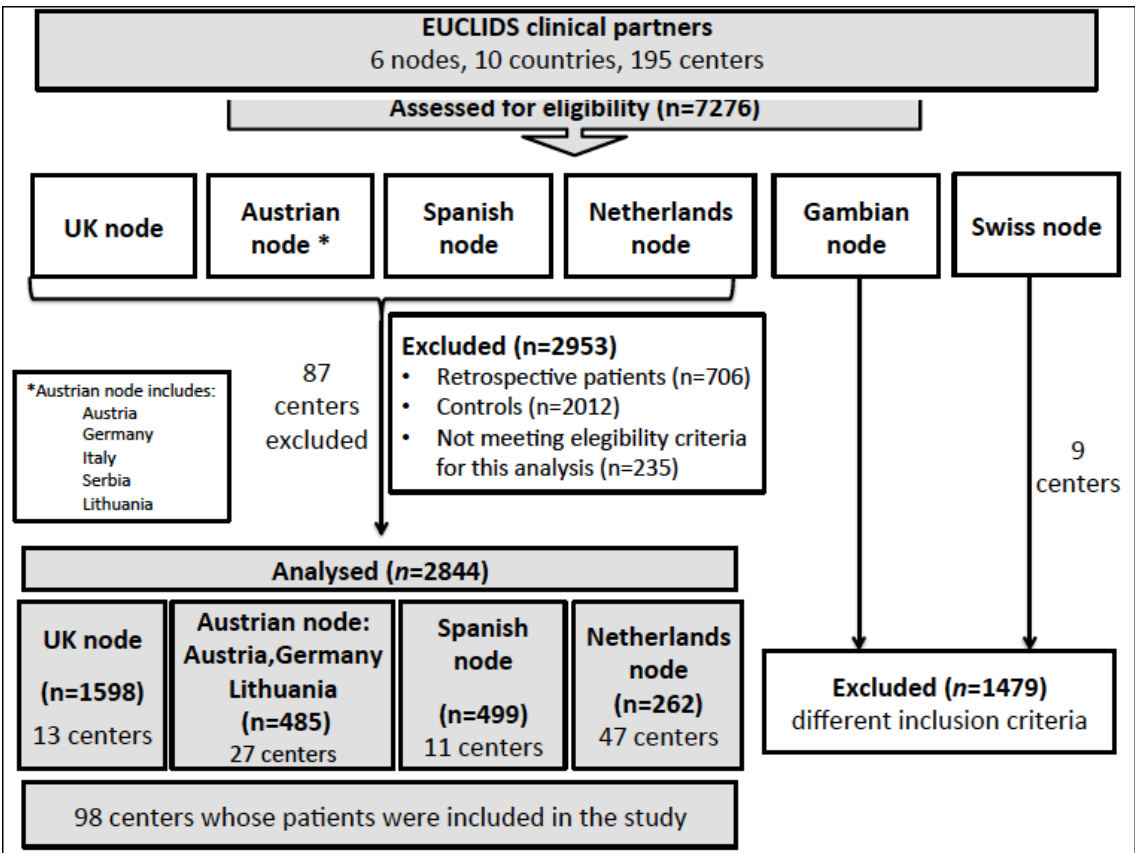 EUCLIDS clinical partners
6 nodes, 10 countries, 195 centers
Assessed for eligibility (n=7276)
UK node
Austrian
node *
Spanish
node
Netherlands
node
Gambian
node
Swiss node
87
centers
excluded
Excluded (n=2953)
• Retrospective patients (n=706)
• Controls (n=2012)
• Not meeting elegibility criteria
for this analysis (n=235)
*Austrian node includes:
Austria
Germany
Italy
Serbia
Lithuania
9
centers
Analysed (n=2844)
UK node
(n=1598)
13 centers
Austrian node:
Austria,Germany
Lithuania
(n=485)
27 centers
Spanish
node
(n=499)
11 centers
Netherlands
node
(n=262)
47 centers
Excluded (n=1479)
different inclusion criteria
98 centers whose patients were included in the study